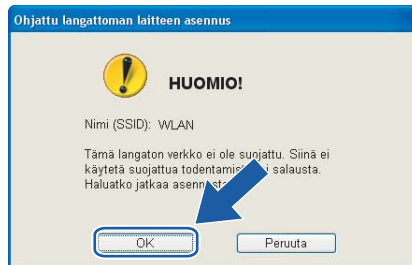 Ohjattu langattoman laitteen asennus
HUOMIO!
Nimi (SSID): WLAN
Tämä langaton verkko ei ole suojattu. Siinä ei
käytetä suojattua salausta.
Haluatko jatkaa
OK Peruuta